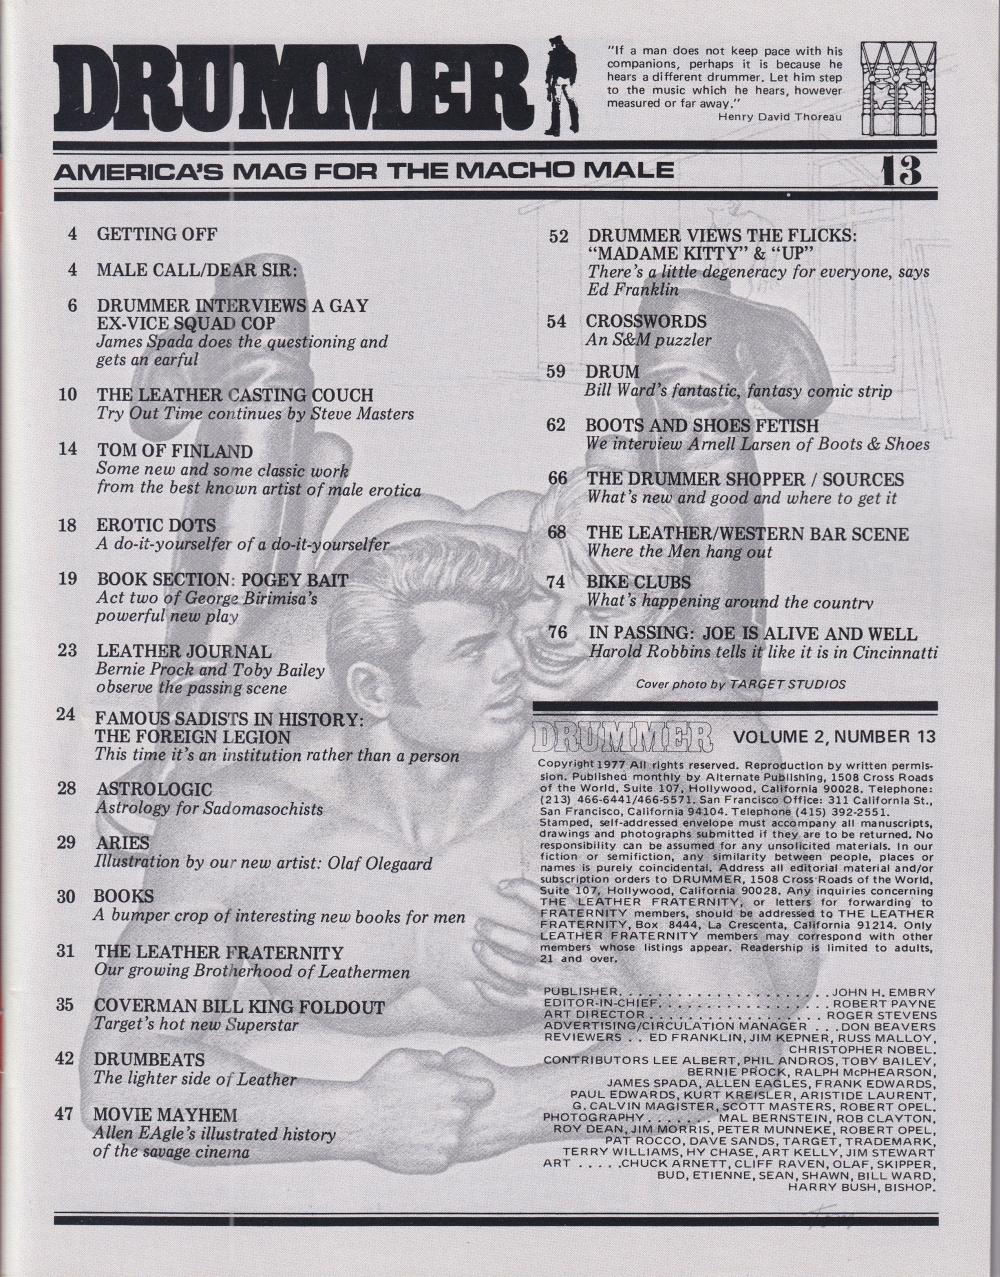 DRUMMER
"If a man does not keep pace with his
companions, perhaps it is because he
hears a different drummer. Let him step
to the music which he hears, however
measured or far away."
Henry David Thoreau
AMERICA'S MAG FOR THE MACHO MALE
13
4 GETTING OFF
4 MALE CALL/DEAR SIR:
6 DRUMMER INTERVIEWS A GAY
EX-VICE SQUAD COP
James Spada does the questioning and
gets an earful
10 THE LEATHER CASTING COUCH
Try Out Time continues by Steve Masters
14 TOM OF FINLAND
Some new and some classic work
from the best known artist of male erotica
18 EROTIC DOTS
A do-it-yourselfer of a do-it-yourselfer
19 BOOK SECTION: POGEY BAIT
Act two of George Birimisa's
powerful new play
23 LEATHER JOURNAL
Bernie Prock and Toby Bailey
observe the passing scene
24 FAMOUS SADISTS IN HISTORY:
THE FOREIGN LEGION
This time it's an institution rather than a person
28 ASTROLOGIC
Astrology for Sadomasochists
29 ARIES
Illustration by our new artist: Olaf Olegaard
30 BOOKS
A bumper crop of interesting new books for men
31 THE LEATHER FRATERNITY
Our growing Brotherhood of Leathermen
35 COVERMAN BILL KING FOLDOUT
Target's hot new Superstar
42 DRUMBEATS
The lighter side of Leather
47 MOVIE MAYHEM
Allen EAgle's illustrated history
of the savage cinema
52 DRUMMER VIEWS THE FLICKS:
"MADAME KITTY" & "UP"
There's a little degeneracy for everyone, says
Ed Franklin
54 CROSSWORDS
An S&M puzzler
59 DRUM
Bill Ward's fantastic, fantasy comic strip
62 BOOTS AND SHOES FETISH
We interview Arnell Larsen of Boots & Shoes
66 THE DRUMMER SHOPPER / SOURCES
What's new and good and where to get it
68 THE LEATHER/WESTERN BAR SCENE
Where the Men hang out
74 BIKE CLUBS
What's happening around the country
76 IN PASSING: JOE IS ALIVE AND WELL
Harold Robbins tells it like it is in Cincinnatti
Cover photo by TARGET STUDIOS
DRUMMER VOLUME 2, NUMBER 13
Copyright 1977 All rights reserved. Reproduction by written permis-
sion. Published monthly by Alternate Publishing, 1508 Cross Roads
of the World, Suite 107, Hollywood, California 90028. Telephone:
(213) 466-6441/466-5571. San Francisco Office: 311 California St.,
San Francisco, California 94104. Telephone (415) 392-2551.
Stamped, self-addressed envelope must accompany all manuscripts,
drawings and photographs submitted if they are to be returned. No
responsibility can be assumed for any unsolicited materials. In our
fiction or semifiction, any similarity between people, places or
names is purely coincidental. Address all editorial material and/or
subscription orders to DRUMMER, 1508 Cross Roads of the World,
Suite 107, Hollywood, California 90028. Any inquiries concerning
THE LEATHER FRATERNITY, or letters for forwarding to
FRATERNITY members, should be addressed to THE LEATHER
FRATERNITY, Box 8444, La Crescenta, California 91214. Only
LEATHER FRATERNITY members may correspond with other
members whose listings appear. Readership is limited to adults,
21 and over.
PUBLISHER. . . . . . . . . . . . . . . . . . . . . JOHN H. EMBRY
EDITOR-IN-CHIEF. . . . . . . . . . . . . . . . . . ROBERT PAYNE
ART DIRECTOR . . . . . . . . . . . . . . . . . . ROGER STEVENS
ADVERTISING/CIRCULATION MANAGER . . . DON BEAVERS
REVIEWERS . . ED FRANKLIN, JIM KEPNER, RUSS MALLOY,
CHRISTOPHER NOBEL.
CONTRIBUTORS LEE ALBERT, PHIL ANDROS, TOBY BAILEY,
BERNIE PROCK, RALPH McPHEARSON,
JAMES SPADA, ALLEN EAGLES, FRANK EDWARDS,
PAUL EDWARDS, KURT KREISLER, ARISTIDE LAURENT,
G. CALVIN MAGISTER, SCOTT MASTERS, ROBERT OPEL.
PHOTOGRAPHY . . . . . . . MAL BERNSTEIN, ROB CLAYTON,
ROY DEAN, JIM MORRIS, PETER MUNNEKE, ROBERT OPEL,
PAT ROCCO, DAVE SANDS, TARGET, TRADEMARK,
TERRY WILLIAMS, HY CHASE, ART KELLY, JIM STEWART
ART . . . . . CHUCK ARNETT, CLIFF RAVEN, OLAF, SKIPPER,
BUD, ETIENNE, SEAN, SHAWN, BILL WARD,
HARRY BUSH, BISHOP.
Tom